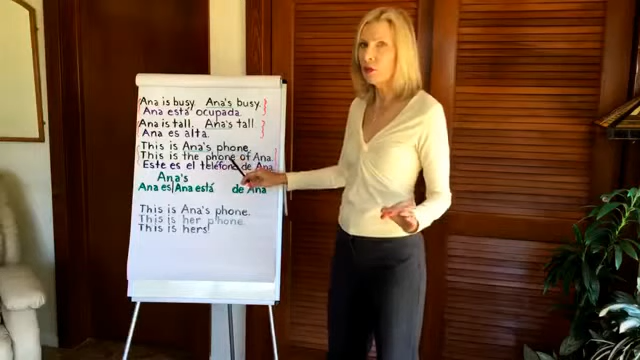 Ana is busy. Ana's busy.
Ana está ocupada.
Ana is tall. Ana's tall
Ana es alta.
This is Ana's phone.
This is the phone of Ana.
Este es el teléfono de Ana
Ana's
Ana es|Ana está de Ana
This is Ana's phone.
This is her phone.
This is hers!